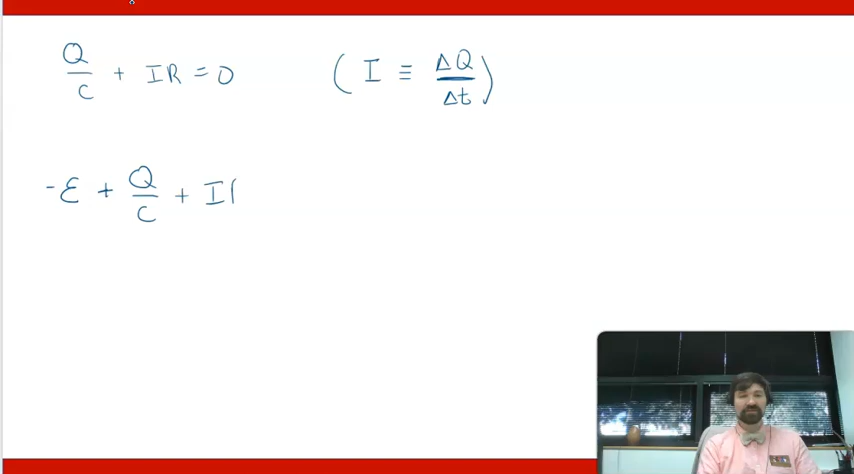 Q/C + IR = 0 ( I ≡ ΔQ/Δt )
-ε + Q/C + I